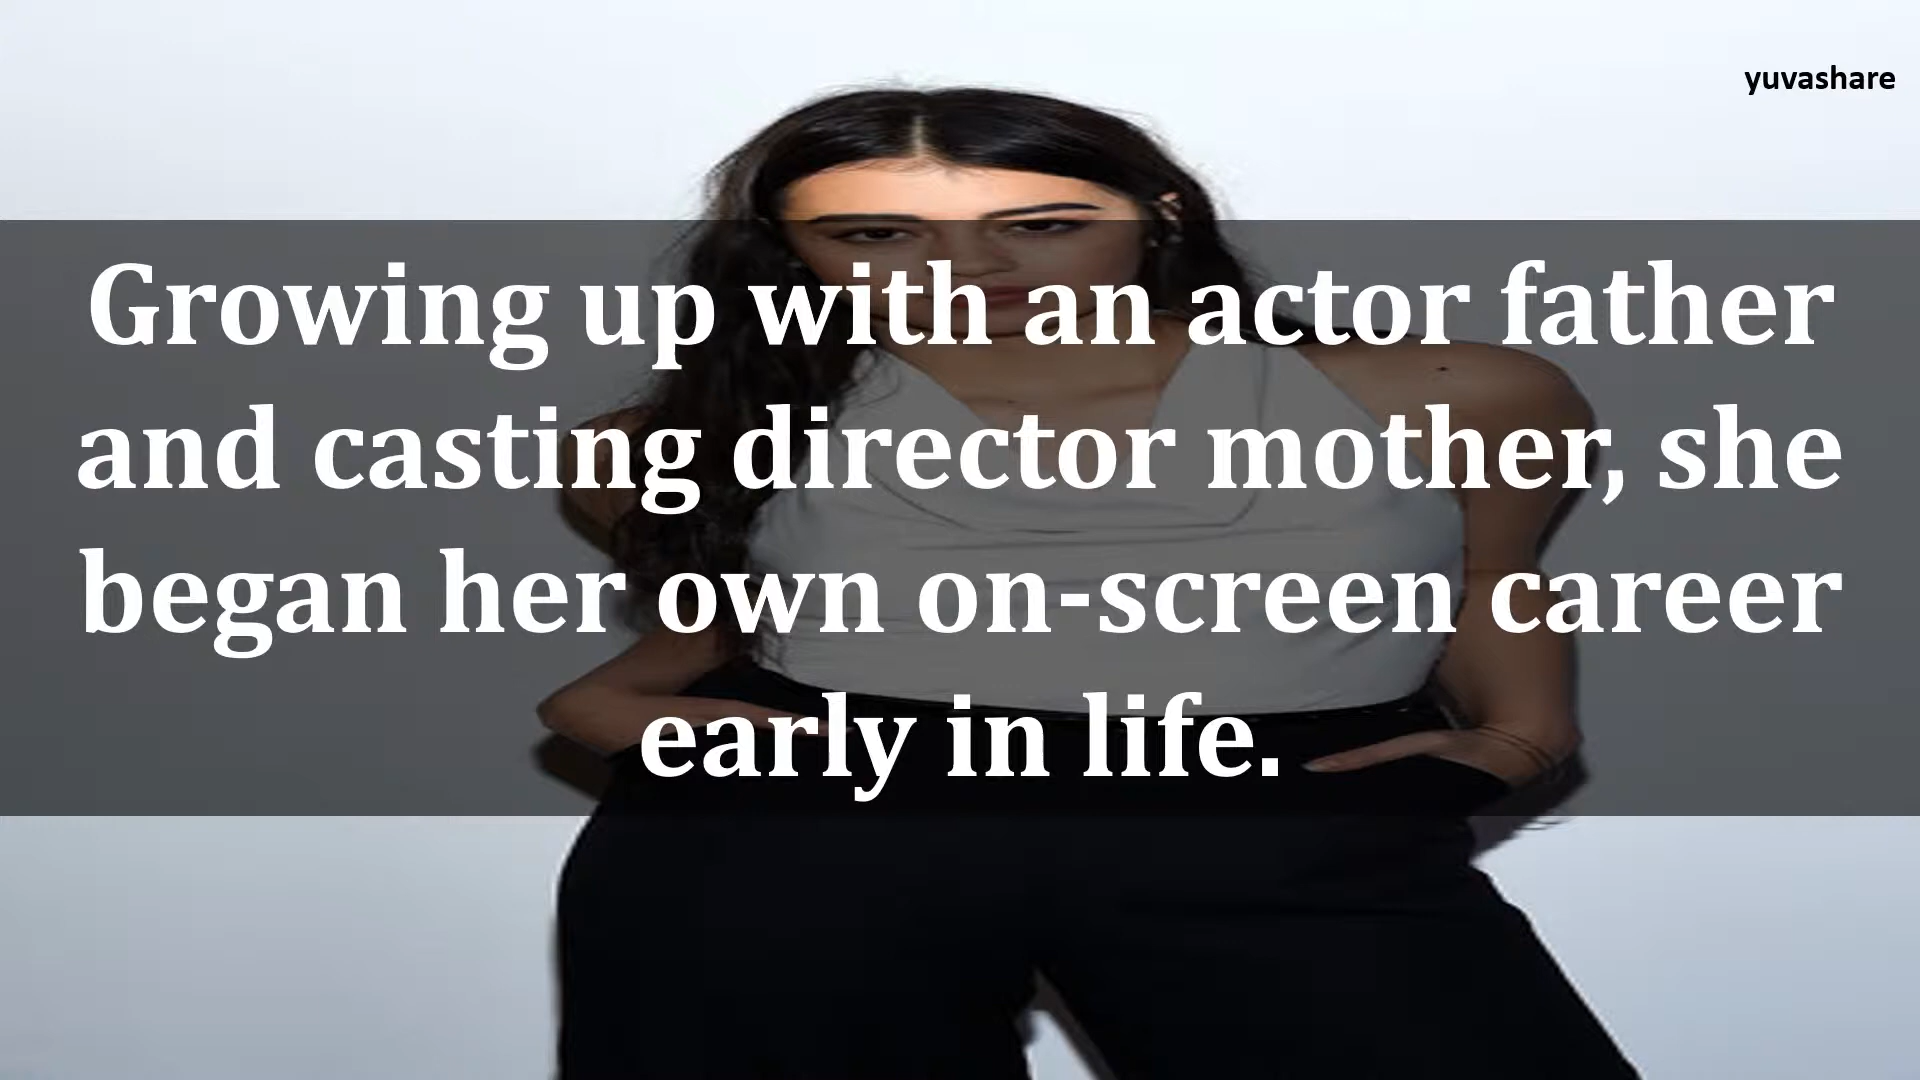 yuvashare
Growing up with an actor father
and casting director mother, she
began her own on-screen career
early in life.